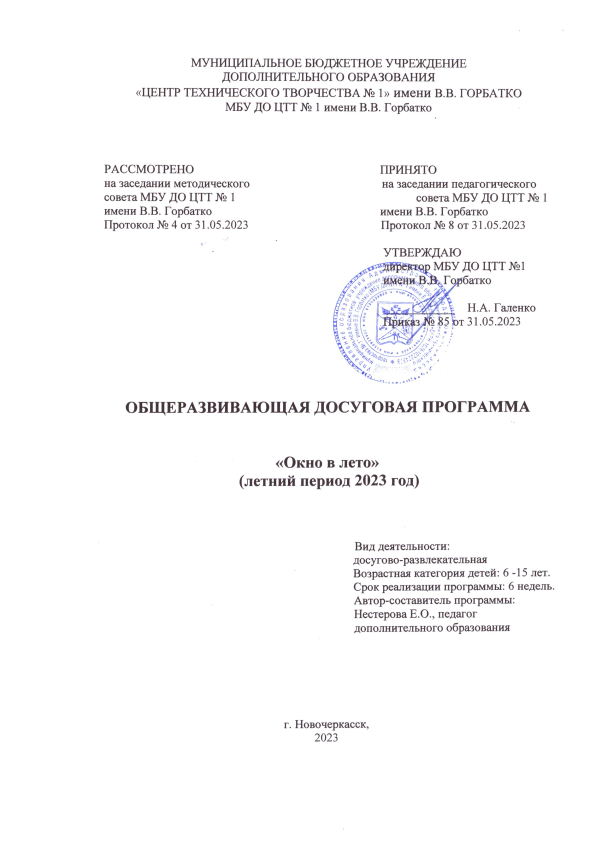 МУНИЦИПАЛЬНОЕ БЮДЖЕТНОЕ УЧРЕЖДЕНИЕ
ДОПОЛНИТЕЛЬНОГО ОБРАЗОВАНИЯ
«ЦЕНТР ТЕХНИЧЕСКОГО ТВОРЧЕСТВА № 1» имени В.В. ГОРБАТКО
МБУ ДО ЦТТ № 1 имени В.В. Горбатко
РАССМОТРЕНО
на заседании методического
совета МБУ ДО ЦТТ № 1
имени В.В. Горбатко
Протокол № 4 от 31.05.2023
ПРИНЯТО
на заседании педагогического
совета МБУ ДО ЦТТ № 1
имени В.В. Горбатко
Протокол № 8 от 31.05.2023
УТВЕРЖДАЮ
директор МБУ ДО ЦТТ №1
имени В.В. Горбатко
Н.А. Галенко
Приказ № 85 от 31.05.2023
ОБЩЕРАЗВИВАЮЩАЯ ДОСУГОВАЯ ПРОГРАММА
«Окно в лето»
(летний период 2023 год)
Вид деятельности:
досугово-развлекательная
Возрастная категория детей: 6 -15 лет.
Срок реализации программы: 6 недель.
Автор-составитель программы:
Нестерова Е.О., педагог
дополнительного образования
г. Новочеркасск,
2023